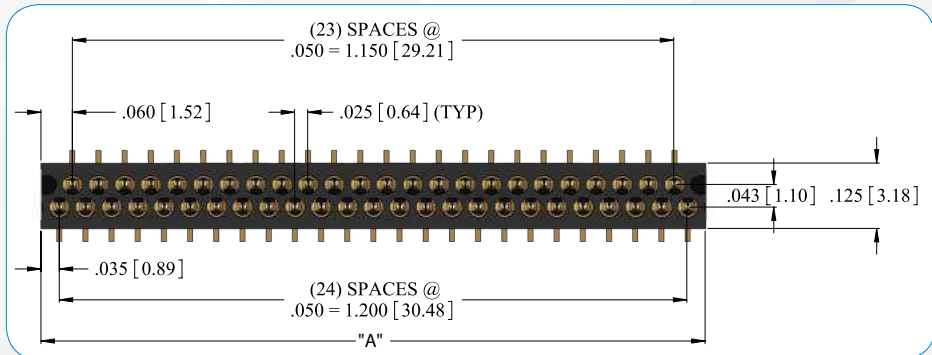 (23) SPACES @
.050 = 1.150 [29.21]
.060 [1.52]
.025 [0.64] (TYP)
.043 [1.10]
.125 [3.18]
.035 [0.89]
(24) SPACES @
.050 = 1.200 [30.48]
"A"